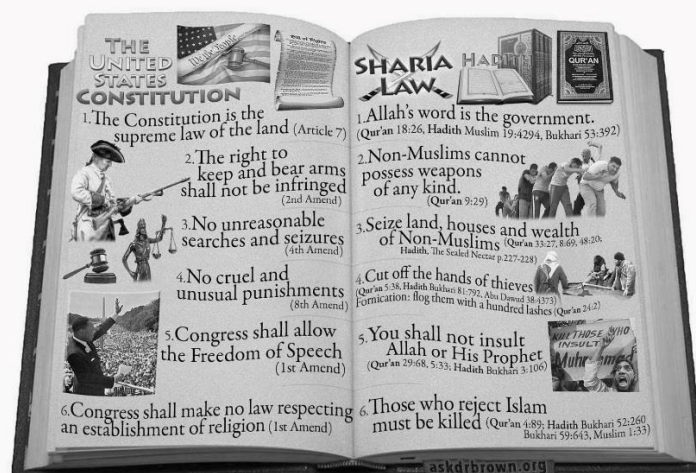 THE
UNITED
STATES
CONSTITUTION
We the People
Bill of Rights
1.The Constitution is the
supreme law of the land (Article 7)
2.The right to
keep and bear arms
shall not be infringed
(2nd Amend)
3.No unreasonable
searches and seizures
(4th Amend)
4.No cruel and
unusual punishments
(8th Amend)
5.Congress shall allow
the Freedom of Speech
(1st Amend)
6.Congress shall make no law respecting
an establishment of religion (1st Amend)
SHARIA
LAW
HADITH
QUR'AN
1.Allah's word is the government.
(Qur'an 18:26, Hadith Muslim 19:4294, Bukhari 53:392)
2.Non-Muslims cannot
possess weapons
of any kind.
(Qur'an 9:29)
3.Seize land, houses and wealth
of Non-Muslims (Qur'an 33:27, 8:69, 48:20;
Hadith, The Sealed Nectar p.227-228)
4.Cut off the hands of thieves
(Qur'an 5:38, Hadith Bukhari 81:792, Abu Dawud 38:4373)
Fornication: flog them with a hundred lashes (Qur'an 24:2)
5.You shall not insult
Allah or His Prophet
(Qur'an 29:68, 5:33; Hadith Bukhari 3:106)
KILL THOSE WHO
INSULT
Muhammed
6.Those who reject Islam
must be killed (Qur'an 4:89; Hadith Bukhari 52:260
Bukhari 59:643, Muslim 1:33)
askdrbrown.org